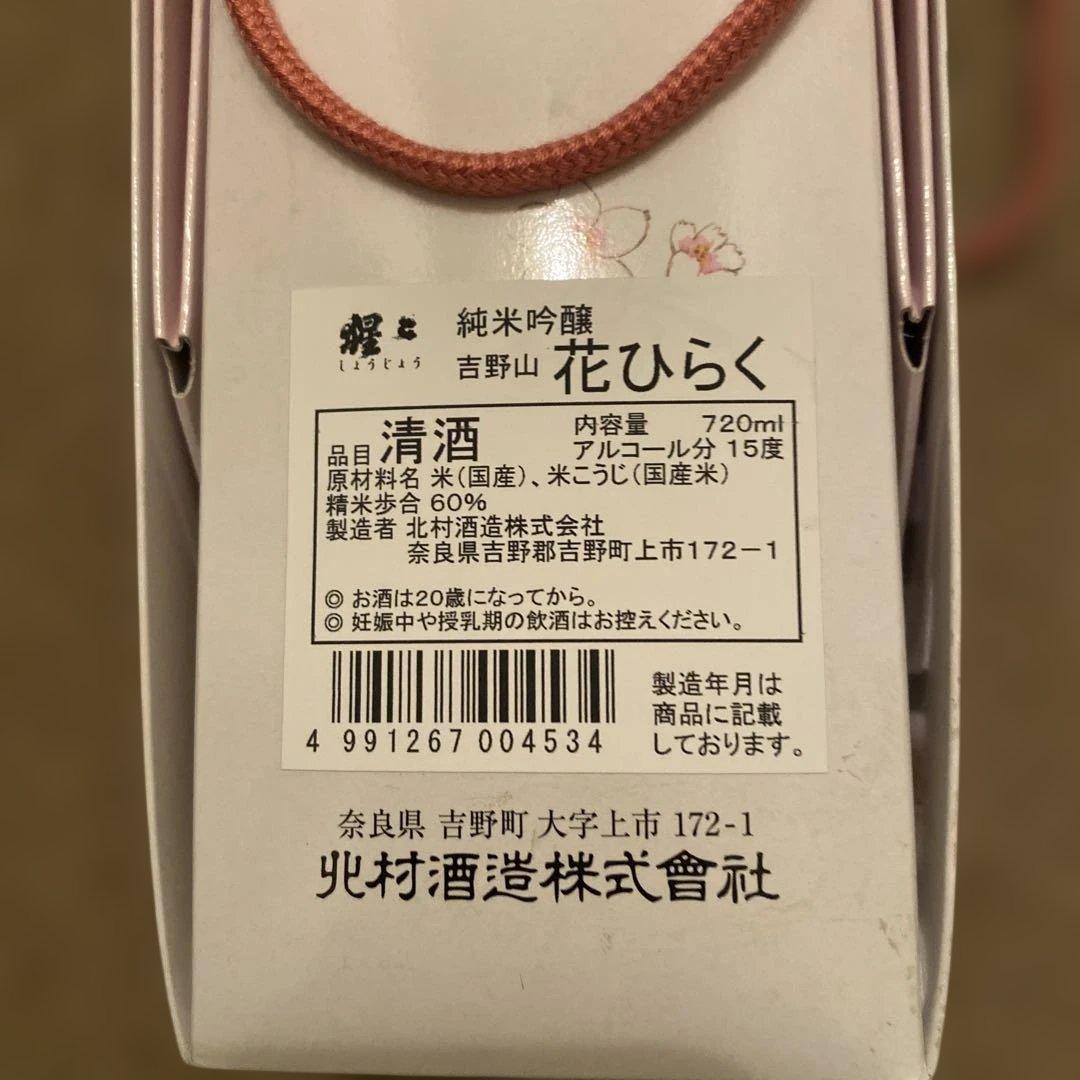 猩々
しょうじょう
純米吟醸
吉野山 花ひらく
品目 清酒 内容量 720ml
アルコール分 15度
原材料名 米(国産)、米こうじ(国産米)
精米歩合 60%
製造者 北村酒造株式会社
奈良県吉野郡吉野町上市172-1
◎ お酒は20歳になってから。
◎ 妊娠中や授乳期の飲酒はお控えください。
4 991267 004534
製造年月は
商品に記載
しております。
奈良県 吉野町 大字上市 172-1
北村酒造株式會社